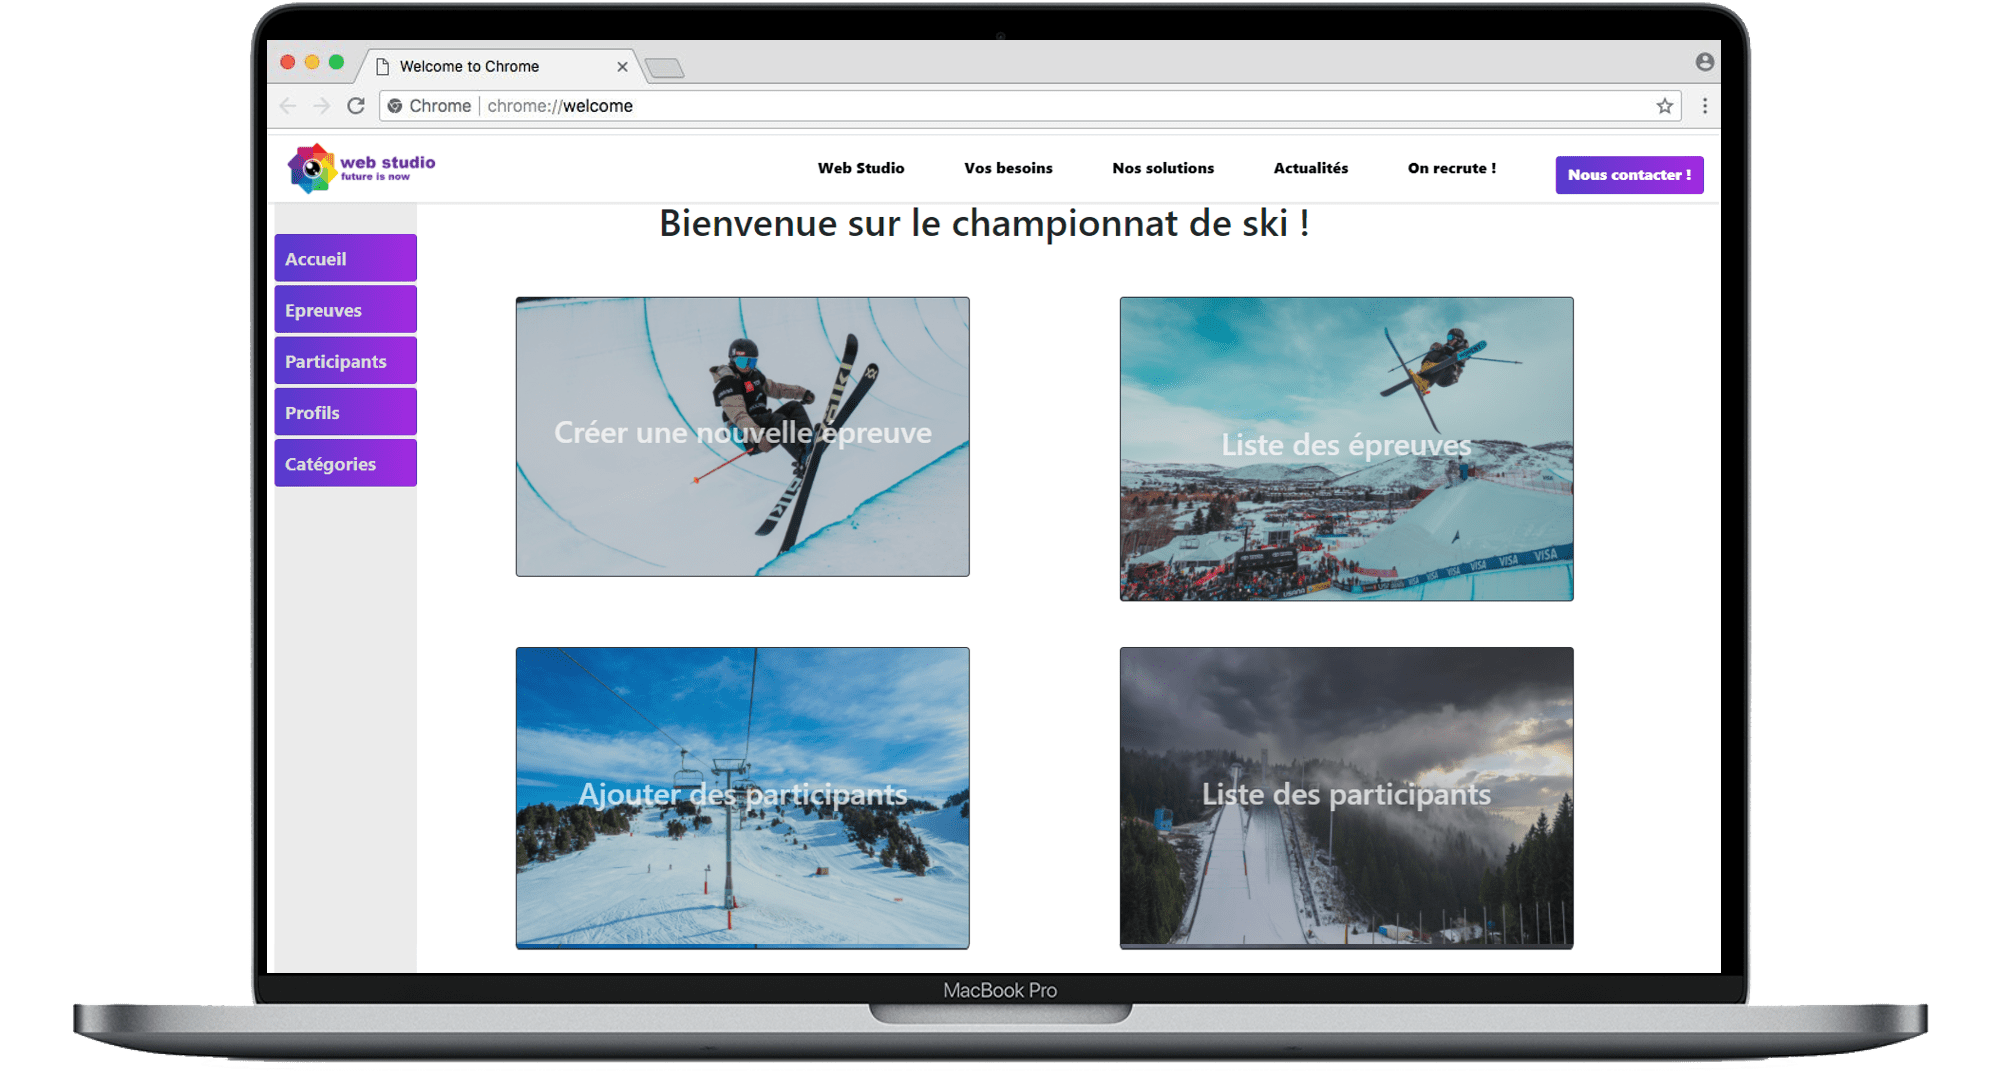 Welcome to Chrome
Chrome chrome://welcome
web studio
future is now
Web Studio Vos besoins Nos solutions Actualités On recrute ! Nous contacter !
Bienvenue sur le championnat de ski !
Accueil
Epreuves
Participants
Profils
Catégories
Créer une nouvelle épreuve
Liste des épreuves
VISA VISA VISA VISA VISA VISA
Ajouter des participants
Liste des participants
MacBook Pro